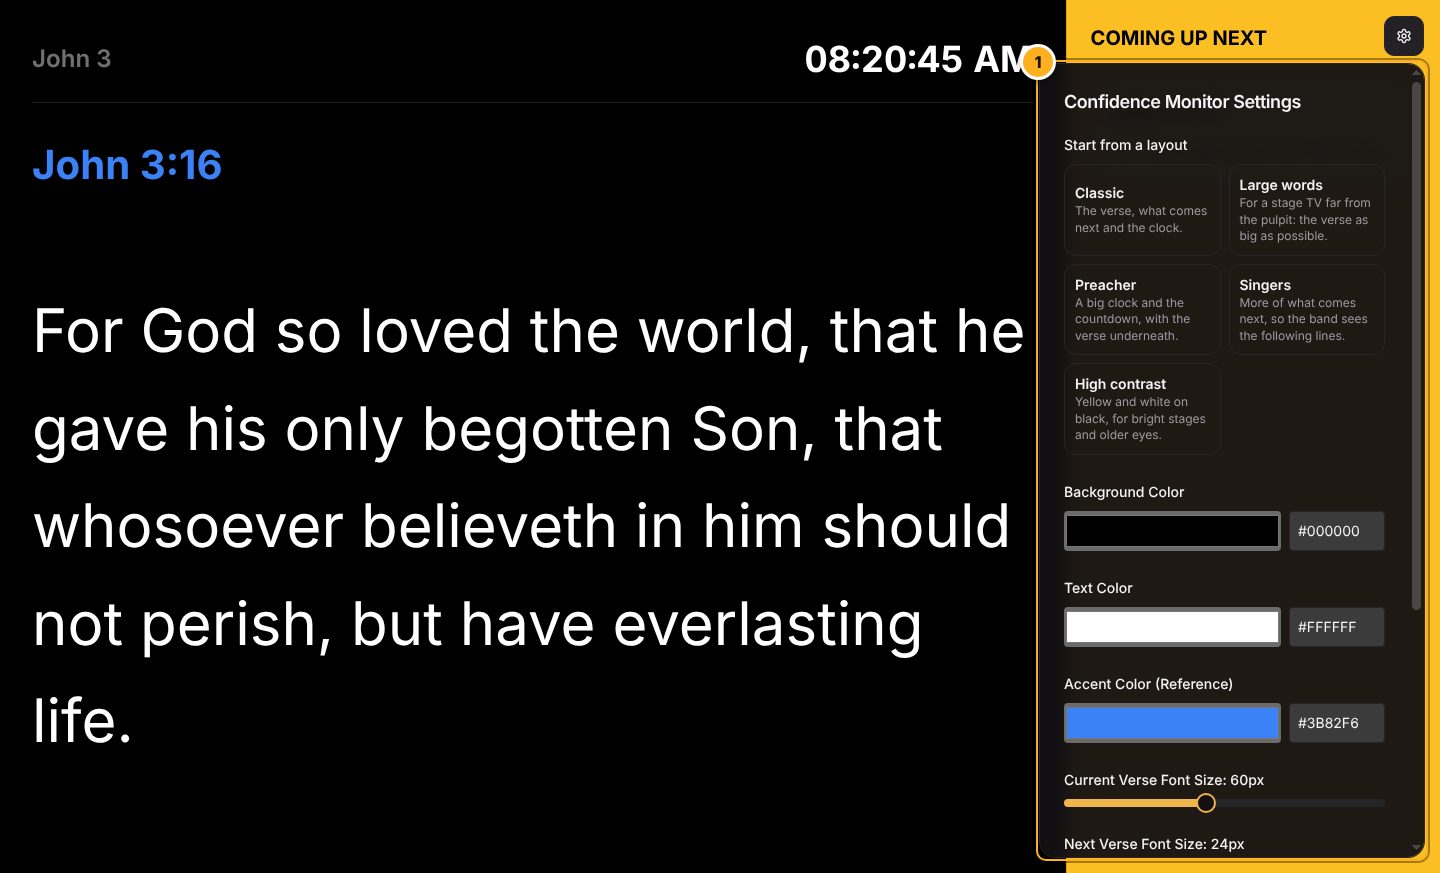 John 3
08:20:45 AM
COMING UP NEXT
1
John 3:16
For God so loved the world, that he
gave his only begotten Son, that
whosoever believeth in him should
not perish, but have everlasting
life.
Confidence Monitor Settings
Start from a layout
Classic
The verse, what comes
next and the clock.
Large words
For a stage TV far from
the pulpit: the verse as
big as possible.
Preacher
A big clock and the
countdown, with the
verse underneath.
Singers
More of what comes
next, so the band sees
the following lines.
High contrast
Yellow and white on
black, for bright stages
and older eyes.
Background Color
#000000
Text Color
#FFFFFF
Accent Color (Reference)
#3B82F6
Current Verse Font Size: 60px
Next Verse Font Size: 24px